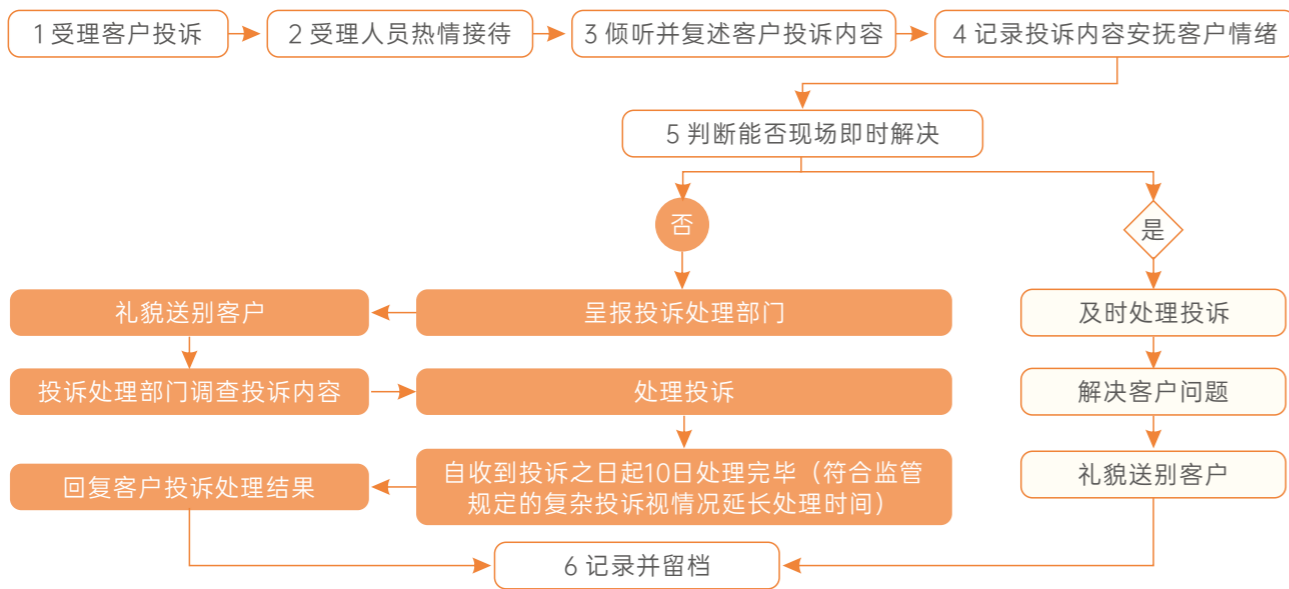 1 受理客户投诉
2 受理人员热情接待
3 倾听并复述客户投诉内容
4 记录投诉内容安抚客户情绪
5 判断能否现场即时解决
否
是
礼貌送别客户
呈报投诉处理部门
及时处理投诉
投诉处理部门调查投诉内容
处理投诉
解决客户问题
回复客户投诉处理结果
自收到投诉之日起10日处理完毕（符合监管
规定的复杂投诉视情况延长处理时间）
礼貌送别客户
6 记录并留档